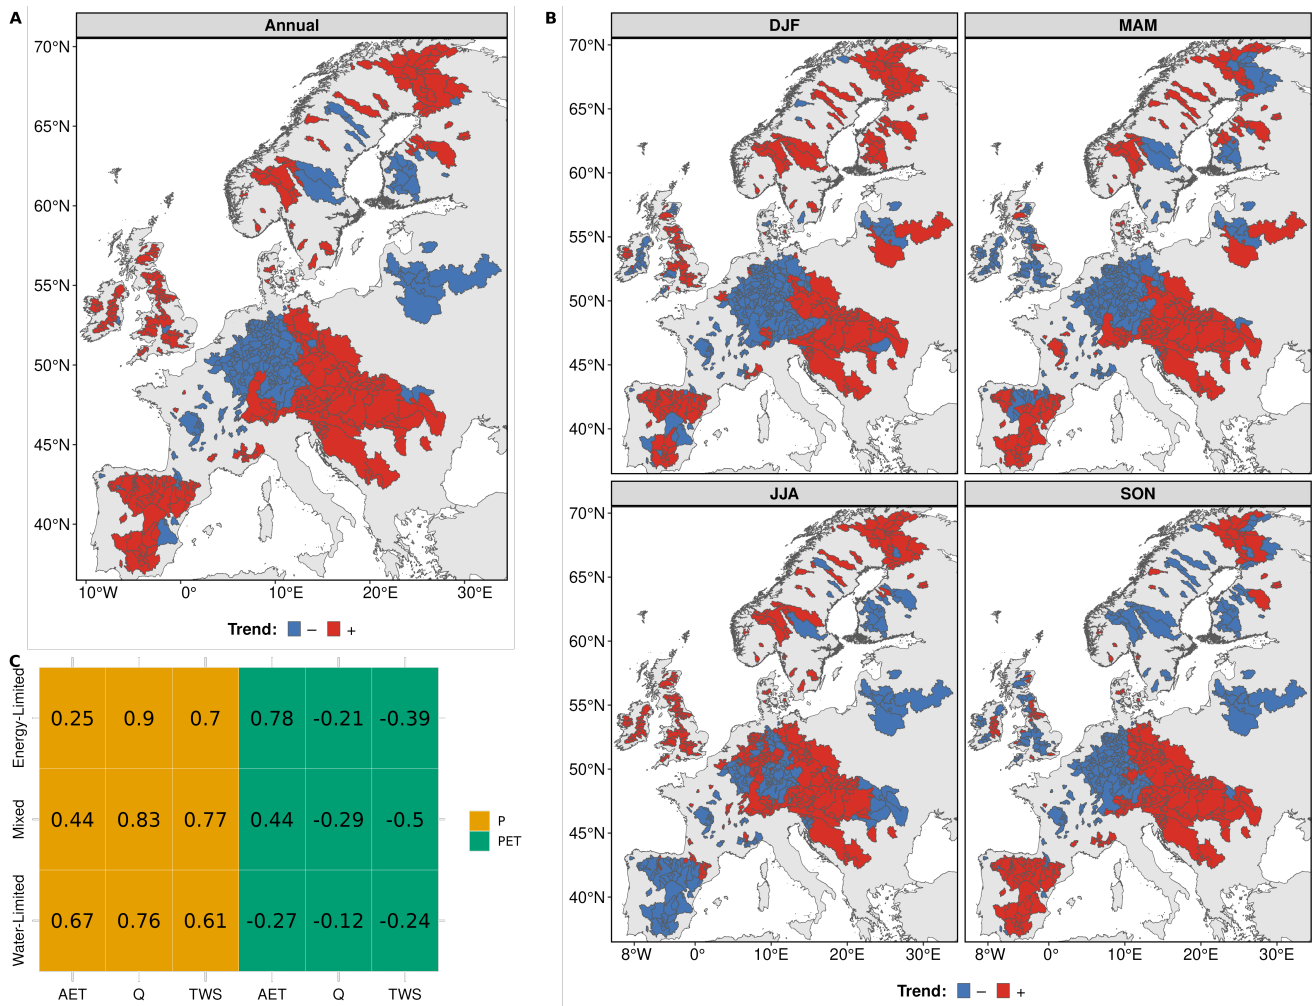 A
Annual
70°N
65°N
60°N
55°N
50°N
45°N
40°N
10°W 0° 10°E 20°E 30°E
Trend: − +
B
DJF MAM
70°N
65°N
60°N
55°N
50°N
45°N
40°N
JJA SON
70°N
65°N
60°N
55°N
50°N
45°N
40°N
8°W 0° 10°E 20°E 30°E 8°W 0° 10°E 20°E 30°E
Trend: − +
C
Energy-Limited 0.25 0.9 0.7 0.78 -0.21 -0.39
Mixed 0.44 0.83 0.77 0.44 -0.29 -0.5
Water-Limited 0.67 0.76 0.61 -0.27 -0.12 -0.24
AET Q TWS AET Q TWS
P
PET